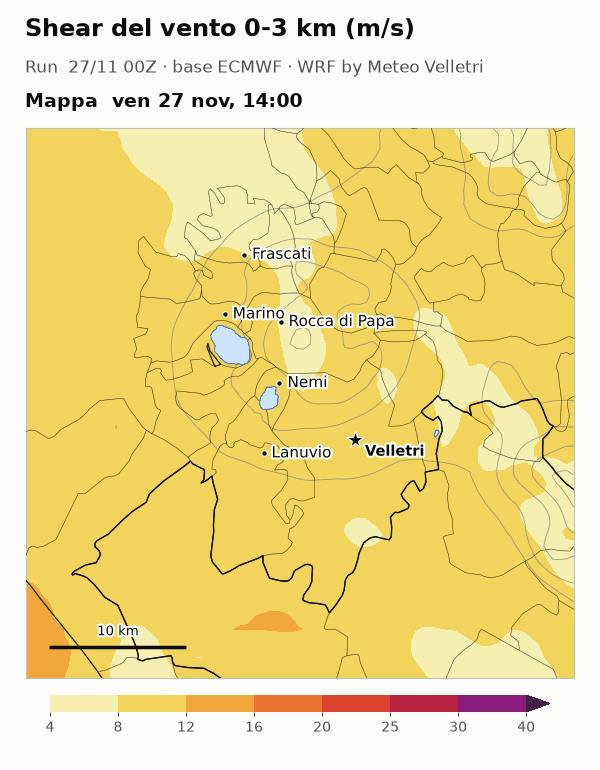 Shear del vento 0-3 km (m/s)
Run  27/11 00Z · base ECMWF · WRF by Meteo Velletri
Mappa  ven 27 nov, 14:00
Frascati
Marino
Rocca di Papa
Nemi
Velletri
Lanuvio
10 km
4 8 12 16 20 25 30 40